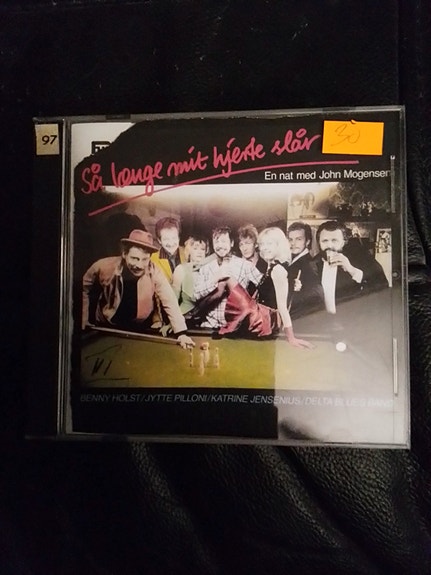 97
Så længe mit hjerte slår
30
En nat med John Mogensen
BENNY HOLST/JYTTE PILLONI/KATRINE JENSENIUS/DELTA BLUES BAND